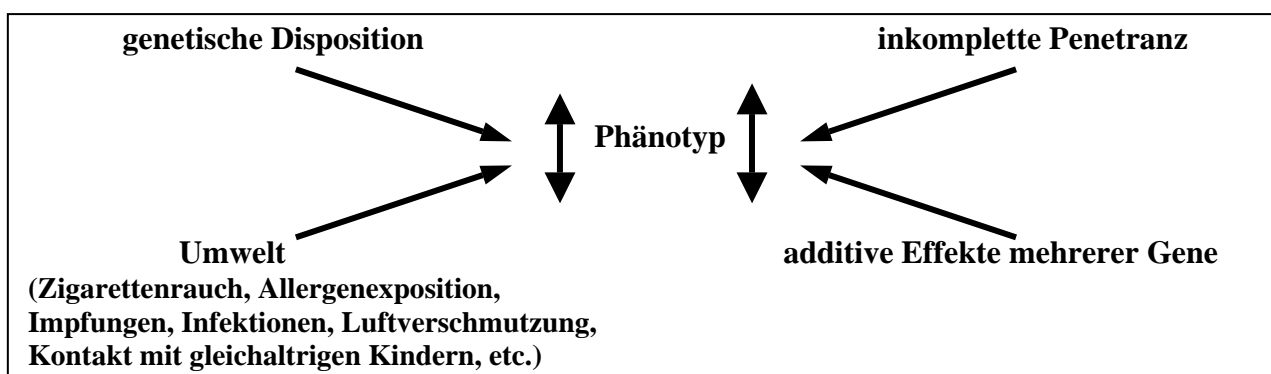 genetische Disposition
inkomplette Penetranz
Phänotyp
Umwelt
(Zigarettenrauch, Allergenexposition,
Impfungen, Infektionen, Luftverschmutzung,
Kontakt mit gleichaltrigen Kindern, etc.)
additive Effekte mehrerer Gene